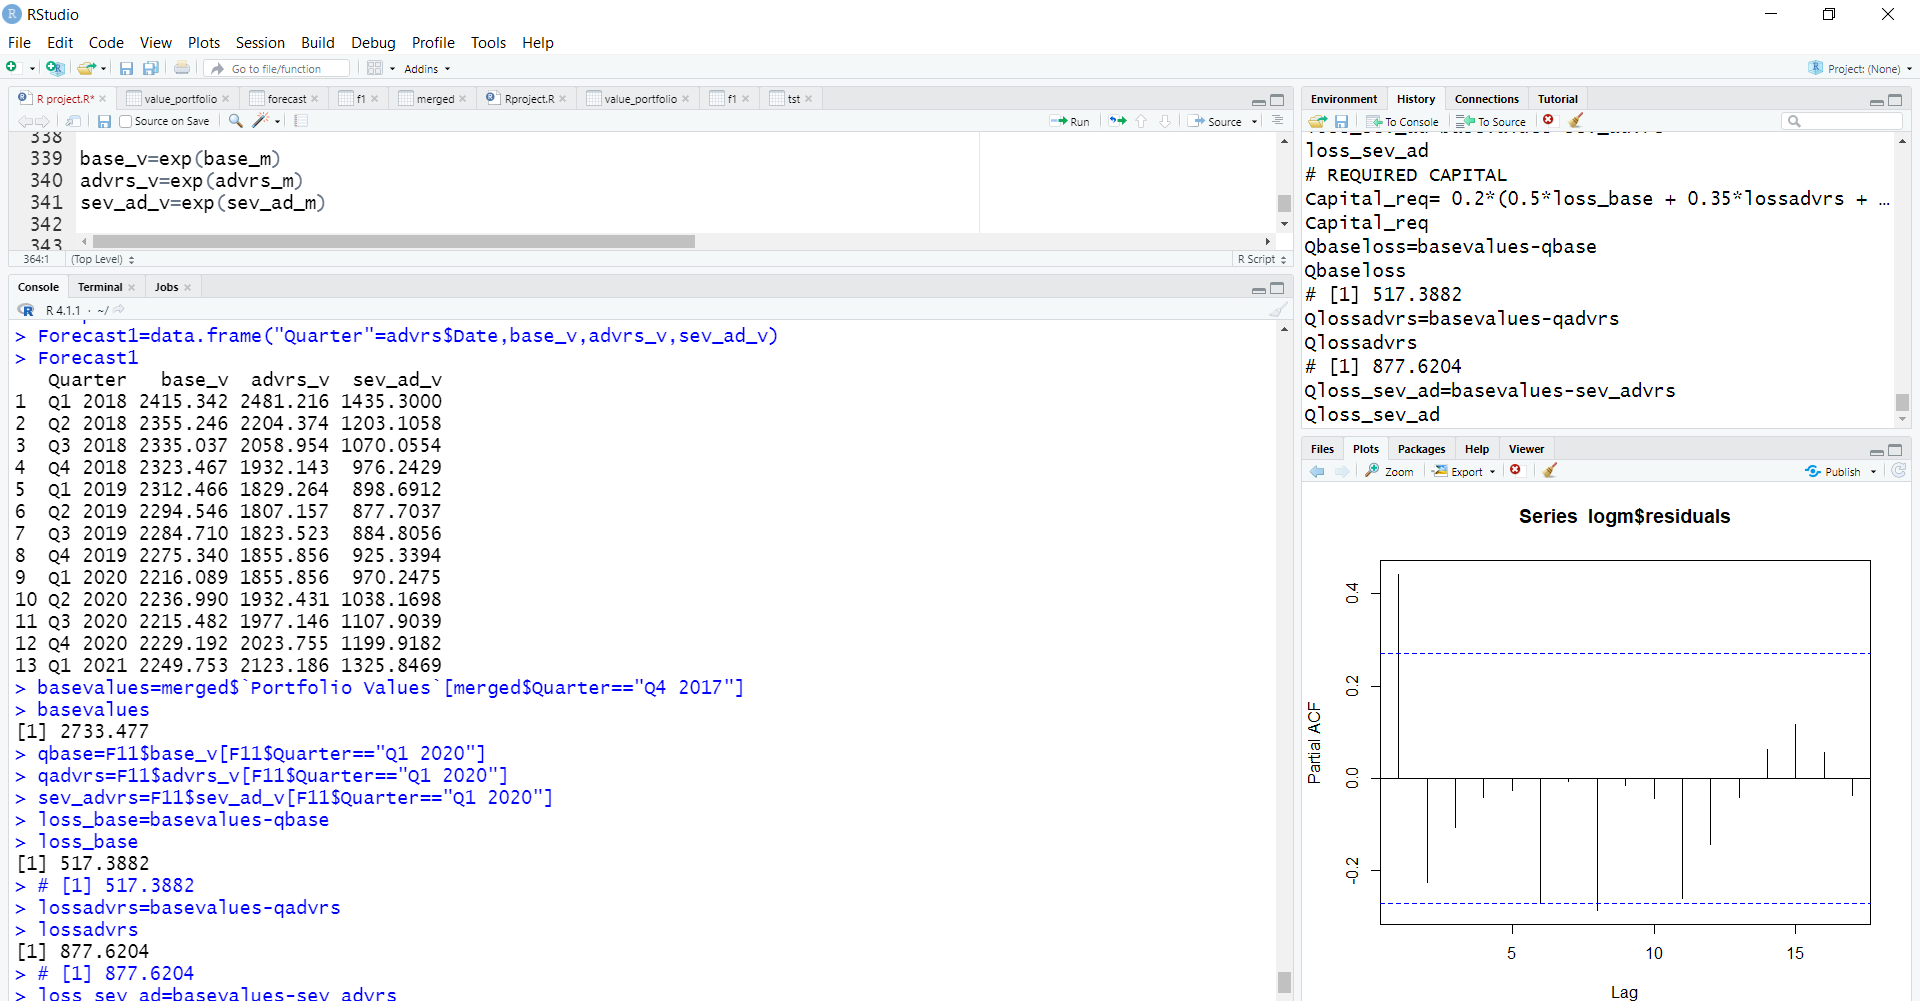 RStudio
File Edit Code View Plots Session Build Debug Profile Tools Help
Go to file/function Addins Project: (None)
R project.R* value_portfolio forecast f1 merged Rproject.R value_portfolio f1 tst
Source on Save Run Source
338
339 base_v=exp(base_m)
340 advrs_v=exp(advrs_m)
341 sev_ad_v=exp(sev_ad_m)
342
343
364:1 (Top Level) R Script
Console Terminal Jobs
R 4.1.1 · ~/
> Forecast1=data.frame("Quarter"=advrs$Date,base_v,advrs_v,sev_ad_v)
> Forecast1
Quarter base_v advrs_v sev_ad_v
1 Q1 2018 2415.342 2481.216 1435.3000
2 Q2 2018 2355.246 2204.374 1203.1058
3 Q3 2018 2335.037 2058.954 1070.0554
4 Q4 2018 2323.467 1932.143 976.2429
5 Q1 2019 2312.466 1829.264 898.6912
6 Q2 2019 2294.546 1807.157 877.7037
7 Q3 2019 2284.710 1823.523 884.8056
8 Q4 2019 2275.340 1855.856 925.3394
9 Q1 2020 2216.089 1855.856 970.2475
10 Q2 2020 2236.990 1932.431 1038.1698
11 Q3 2020 2215.482 1977.146 1107.9039
12 Q4 2020 2229.192 2023.755 1199.9182
13 Q1 2021 2249.753 2123.186 1325.8469
> basevalues=merged$`Portfolio Values`[merged$Quarter=="Q4 2017"]
> basevalues
[1] 2733.477
> qbase=F11$base_v[F11$Quarter=="Q1 2020"]
> qadvrs=F11$advrs_v[F11$Quarter=="Q1 2020"]
> sev_advrs=F11$sev_ad_v[F11$Quarter=="Q1 2020"]
> loss_base=basevalues-qbase
> loss_base
[1] 517.3882
> # [1] 517.3882
> lossadvrs=basevalues-qadvrs
> lossadvrs
[1] 877.6204
> # [1] 877.6204
> loss_sev_ad=basevalues-sev_advrs
Environment History Connections Tutorial
To Console To Source
loss_sev_ad=basevalues-sev_advrs
loss_sev_ad
# REQUIRED CAPITAL
Capital_req= 0.2*(0.5*loss_base + 0.35*lossadvrs + …
Capital_req
Qbaseloss=basevalues-qbase
Qbaseloss
# [1] 517.3882
Qlossadvrs=basevalues-qadvrs
Qlossadvrs
# [1] 877.6204
Qloss_sev_ad=basevalues-sev_advrs
Qloss_sev_ad
Files Plots Packages Help Viewer
Zoom Export Publish
Series logm$residuals
Partial ACF
0.4
0.2
0.0
-0.2
5 10 15
Lag